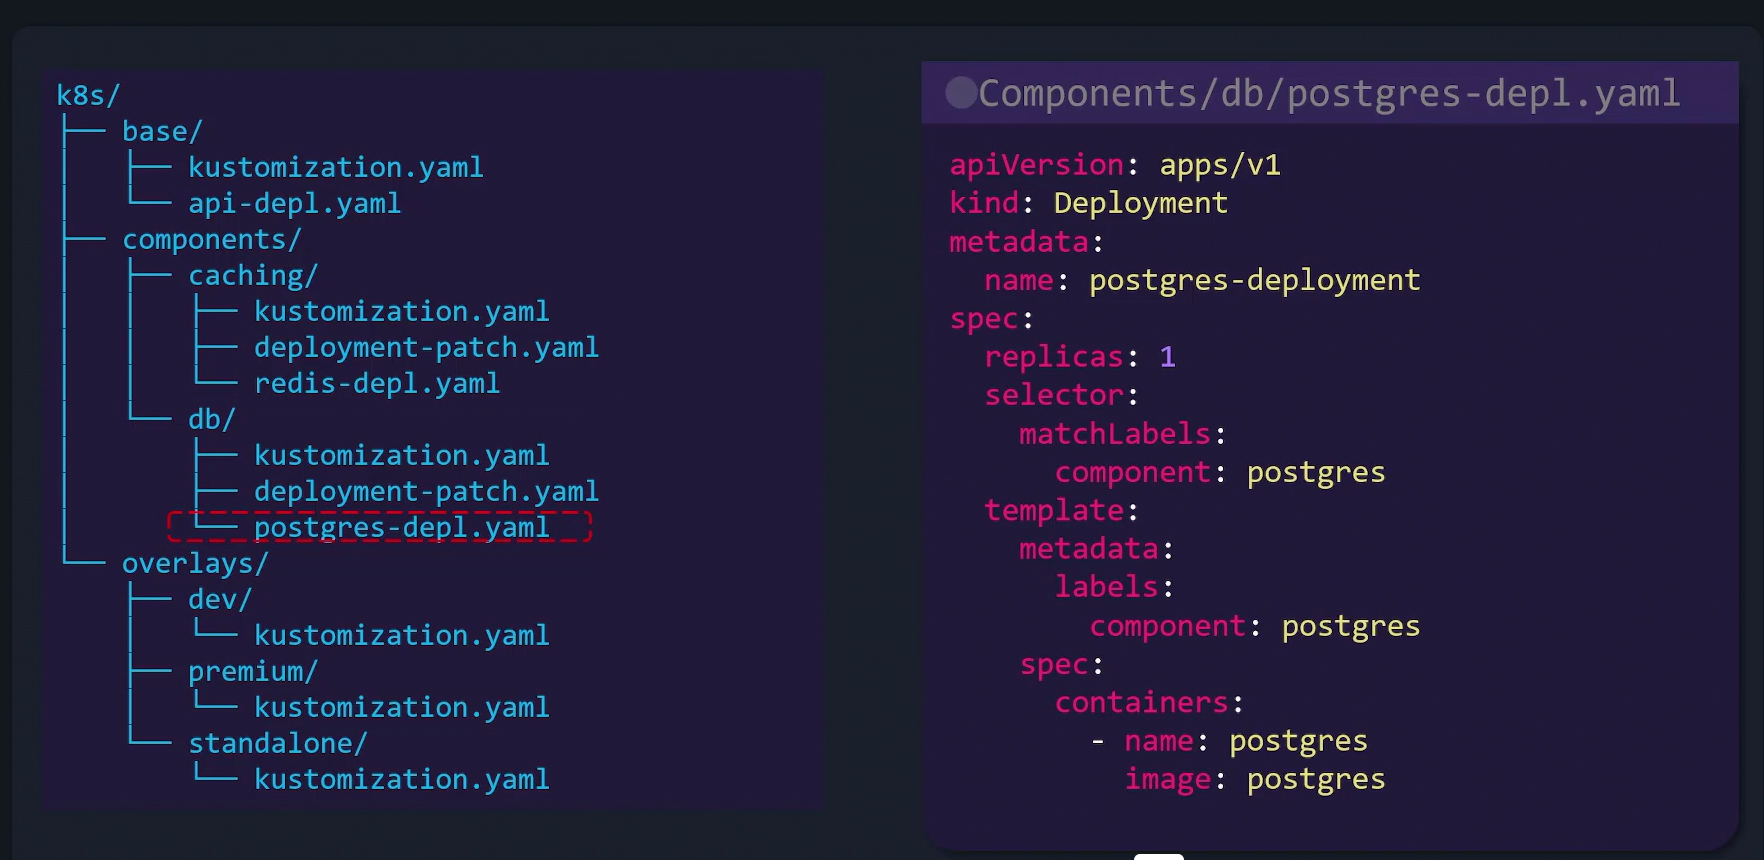 k8s/
├── base/
│   ├── kustomization.yaml
│   └── api-depl.yaml
├── components/
│   ├── caching/
│   │   ├── kustomization.yaml
│   │   ├── deployment-patch.yaml
│   │   └── redis-depl.yaml
│   └── db/
│       ├── kustomization.yaml
│       ├── deployment-patch.yaml
│       └── postgres-depl.yaml
└── overlays/
    ├── dev/
    │   └── kustomization.yaml
    ├── premium/
    │   └── kustomization.yaml
    └── standalone/
        └── kustomization.yaml
Components/db/postgres-depl.yaml
apiVersion: apps/v1
kind: Deployment
metadata:
  name: postgres-deployment
spec:
  replicas: 1
  selector:
    matchLabels:
      component: postgres
  template:
    metadata:
      labels:
        component: postgres
    spec:
      containers:
        - name: postgres
          image: postgres